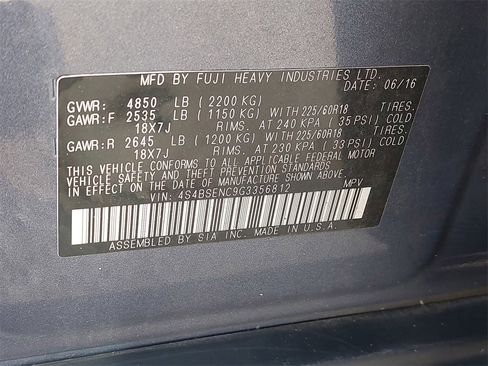 MFD BY FUJI HEAVY INDUSTRIES LTD.
DATE: 06/16
GVWR: 4850 LB (2200 KG)
GAWR:F 2535 LB (1150 KG) WITH 225/60R18 TIRES.
18X7J RIMS. AT 240 KPA (35 PSI) COLD
GAWR:R 2645 LB (1200 KG) WITH 225/60R18 TIRES.
18X7J RIMS. AT 230 KPA (33 PSI) COLD
THIS VEHICLE CONFORMS TO ALL APPLICABLE FEDERAL MOTOR
VEHICLE SAFETY AND THEFT PREVENTION STANDARDS IN EFFECT
ON THE DATE OF MANUFACTURE SHOWN ABOVE.
VIN: 4S4BSENC9G3356812 MPV
ASSEMBLED BY SIA INC. MADE IN U.S.A.